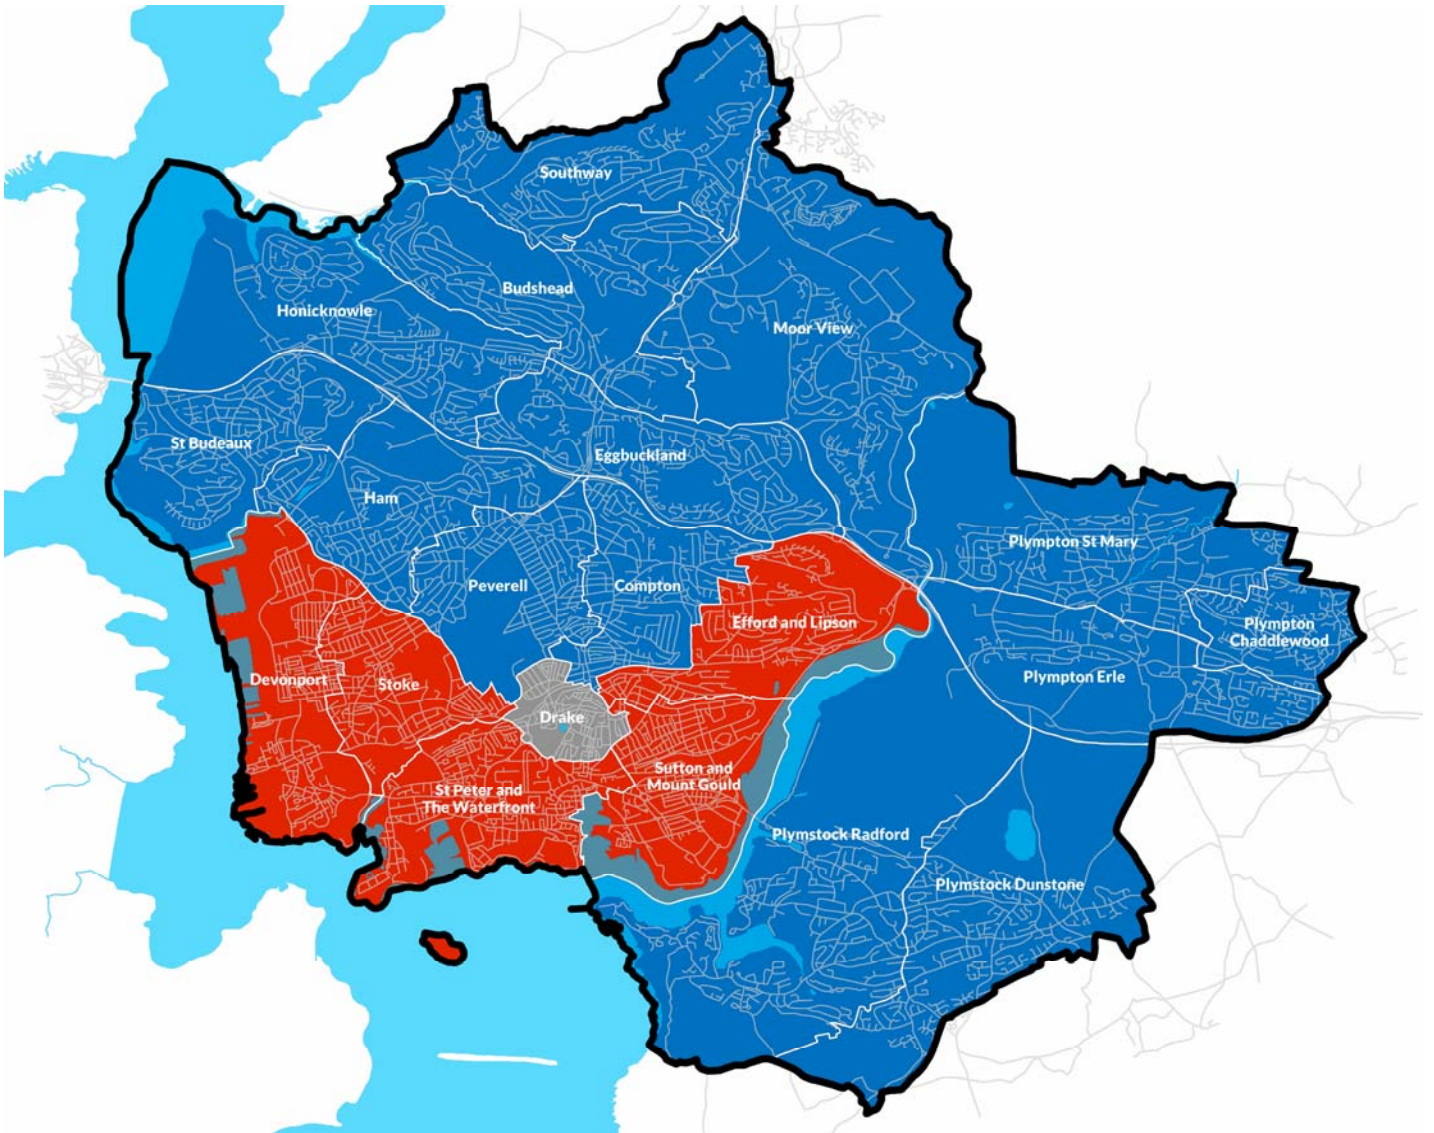 Southway
Budshead
Honicknowle
Moor View
St Budeaux
Eggbuckland
Ham
Plympton St Mary
Peverell
Compton
Efford and Lipson
Plympton
Chaddlewood
Devonport
Stoke
Plympton Erle
Drake
Sutton and
Mount Gould
St Peter and
The Waterfront
Plymstock Radford
Plymstock Dunstone